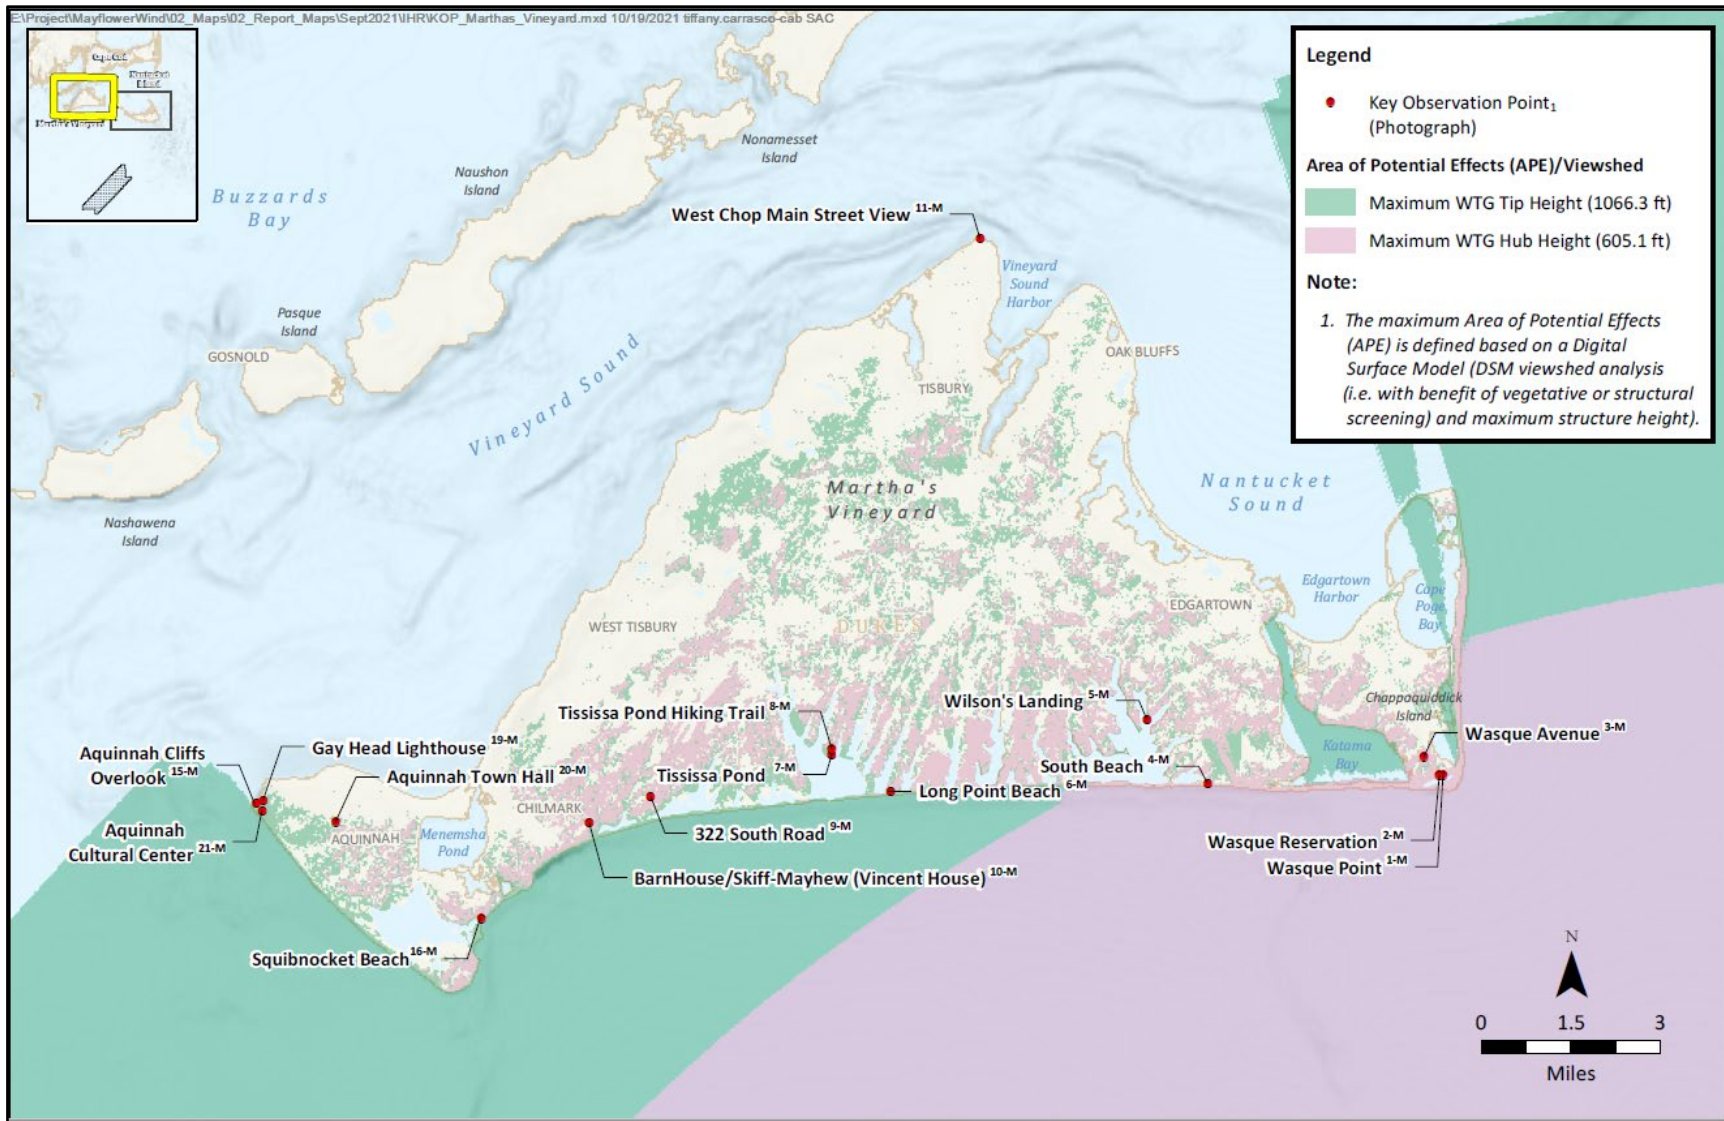 E:\Project\MayflowerWind\02_Maps\02_Report_Maps\Sept2021\IHR\KOP_Marthas_Vineyard.mxd 10/19/2021 tiffany.carrasco-cab SAC
Cape Cod
Nantucket
Island
Martha's Vineyard
Buzzards
Bay
Naushon
Island
Nonamesset
Island
West Chop Main Street View 11-M
Vineyard
Sound
Harbor
Pasque
Island
GOSNOLD
Vineyard Sound
OAK BLUFFS
TISBURY
Nashawena
Island
Martha's
Vineyard
Nantucket
Sound
Edgartown
Harbor
Cape
Poge
Bay
EDGARTOWN
WEST TISBURY
DUKES
Chappaquiddick
Island
Tississa Pond Hiking Trail 8-M
Wilson's Landing 5-M
Wasque Avenue 3-M
Katama
Bay
Aquinnah Cliffs
Overlook 15-M
Gay Head Lighthouse 19-M
Aquinnah Town Hall 20-M
Tississa Pond 7-M
South Beach 4-M
Long Point Beach 6-M
CHILMARK
Aquinnah
Cultural Center 21-M
AQUINNAH
Menemsha
Pond
322 South Road 9-M
Wasque Reservation 2-M
Wasque Point 1-M
BarnHouse/Skiff-Mayhew (Vincent House) 10-M
Squibnocket Beach 16-M
Legend
Key Observation Point1
(Photograph)
Area of Potential Effects (APE)/Viewshed
Maximum WTG Tip Height (1066.3 ft)
Maximum WTG Hub Height (605.1 ft)
Note:
1. The maximum Area of Potential Effects
(APE) is defined based on a Digital
Surface Model (DSM viewshed analysis
(i.e. with benefit of vegetative or structural
screening) and maximum structure height).
N
0 1.5 3
Miles